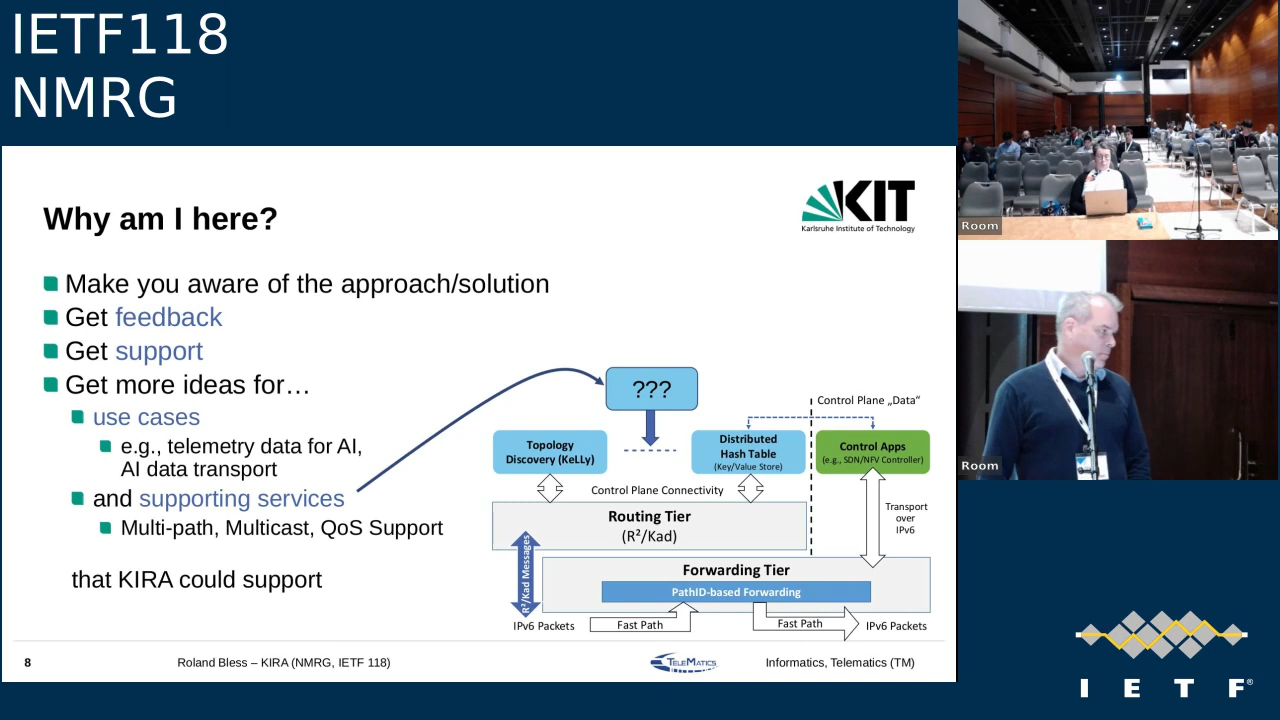 IETF118
NMRG
KIT
Karlsruhe Institute of Technology
Why am I here?
Make you aware of the approach/solution
Get feedback
Get support
Get more ideas for…
use cases
e.g., telemetry data for AI,
AI data transport
and supporting services
Multi-path, Multicast, QoS Support
that KIRA could support
???
Control Plane „Data“
Topology
Discovery (KeLLy)
Distributed
Hash Table
(Key/Value Store)
Control Apps
(e.g., SDN/NFV Controller)
Control Plane Connectivity
Routing Tier
(R²/Kad)
Transport
over
IPv6
R²/Kad Messages
Forwarding Tier
PathID-based Forwarding
IPv6 Packets
Fast Path
Fast Path
IPv6 Packets
8
Roland Bless – KIRA (NMRG, IETF 118)
TELEMATICS
Informatics, Telematics (TM)
Room
Room
I E T F®